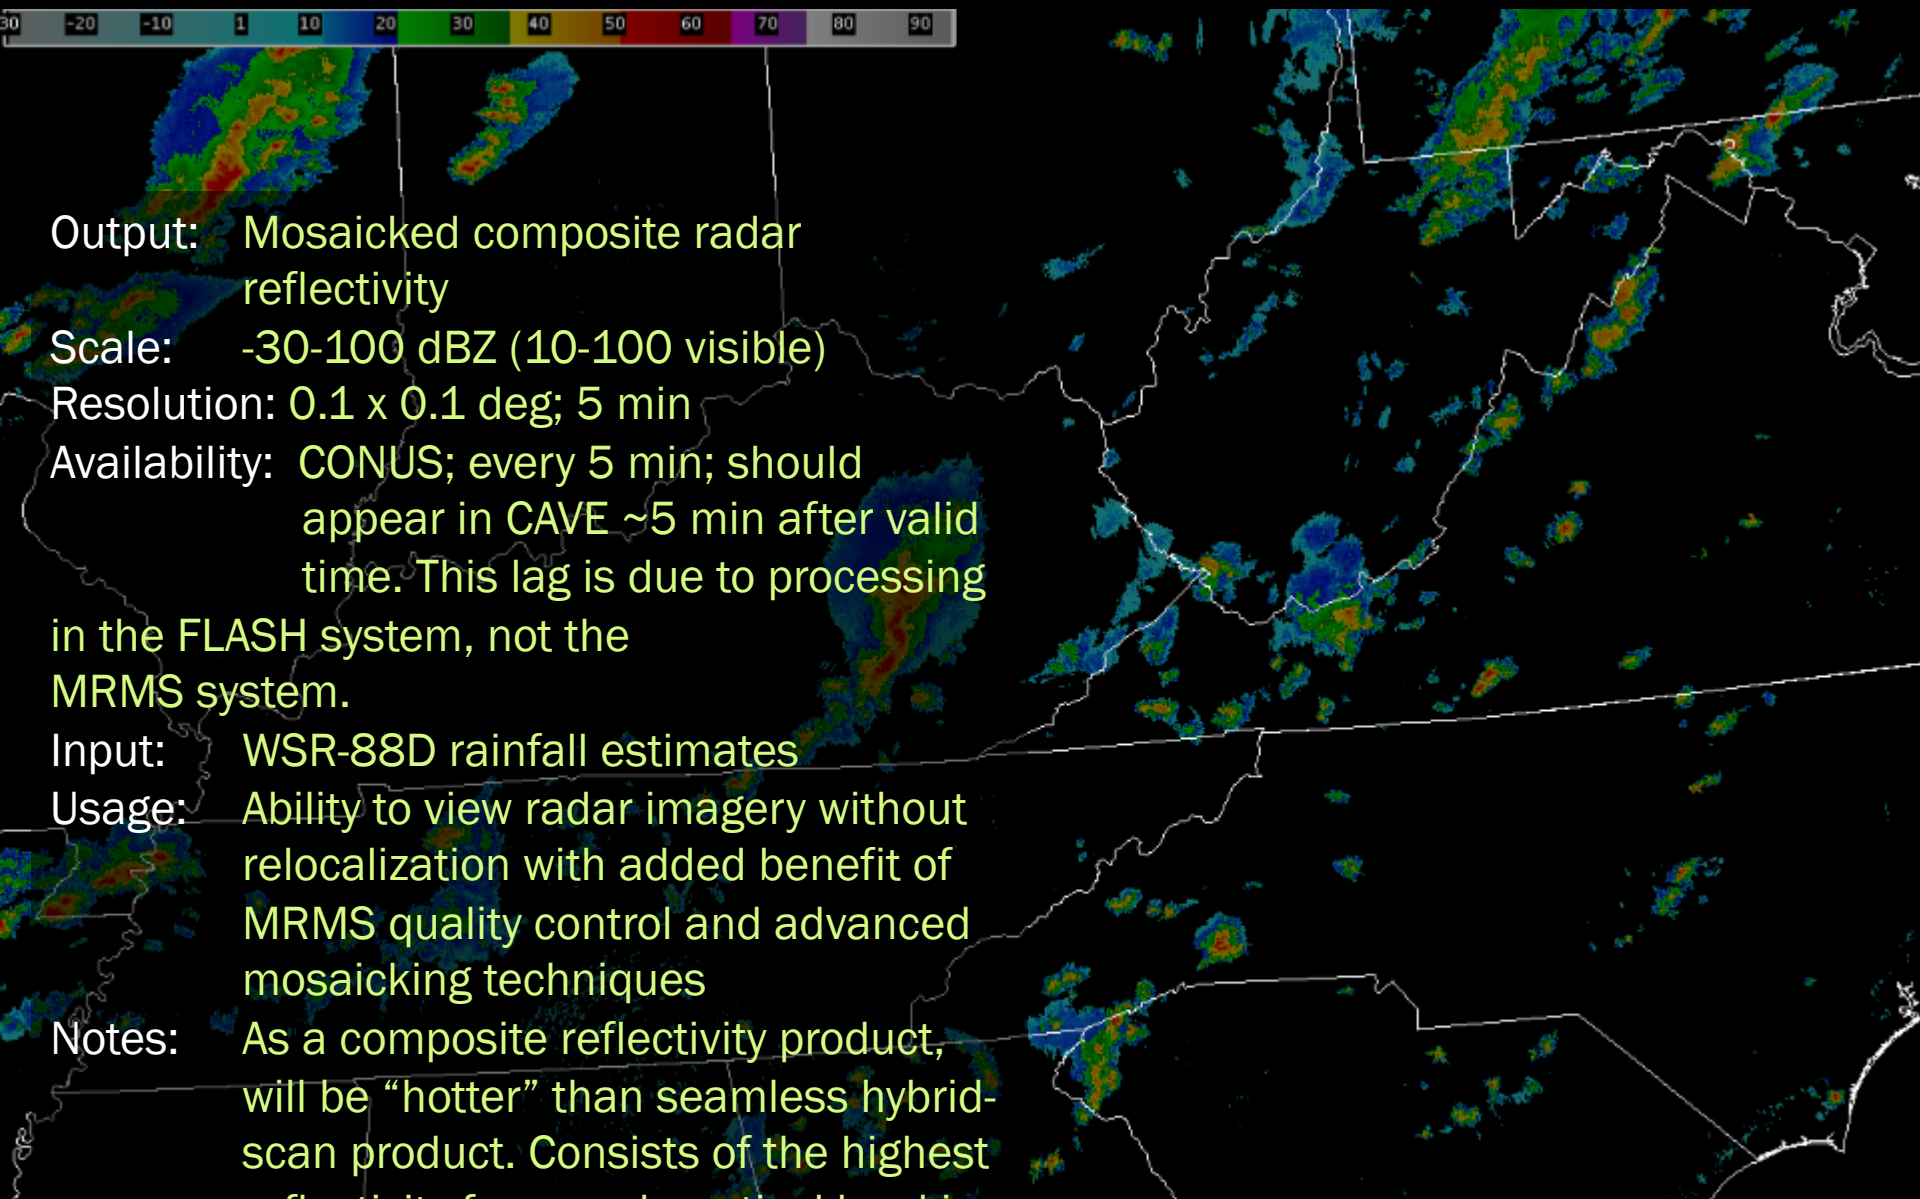 30 -20 -10 1 10 20 30 40 50 60 70 80 90
Output: Mosaicked composite radar
reflectivity
Scale: -30-100 dBZ (10-100 visible)
Resolution: 0.1 x 0.1 deg; 5 min
Availability: CONUS; every 5 min; should
appear in CAVE ~5 min after valid
time. This lag is due to processing
in the FLASH system, not the
MRMS system.
Input: WSR-88D rainfall estimates
Usage: Ability to view radar imagery without
relocalization with added benefit of
MRMS quality control and advanced
mosaicking techniques
Notes: As a composite reflectivity product,
will be “hotter” than seamless hybrid-
scan product. Consists of the highest